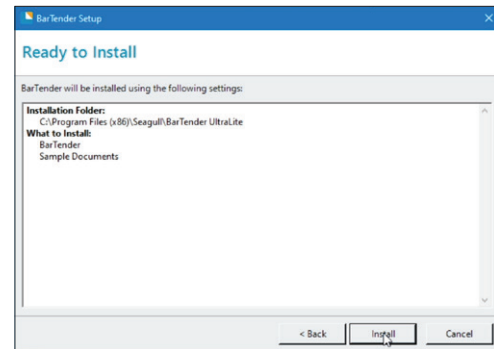 BarTender Setup
Ready to Install
BarTender will be installed using the following settings:
Installation Folder:
C:\Program Files (x86)\Seagull\BarTender UltraLite
What to Install:
BarTender
Sample Documents
< Back Install Cancel